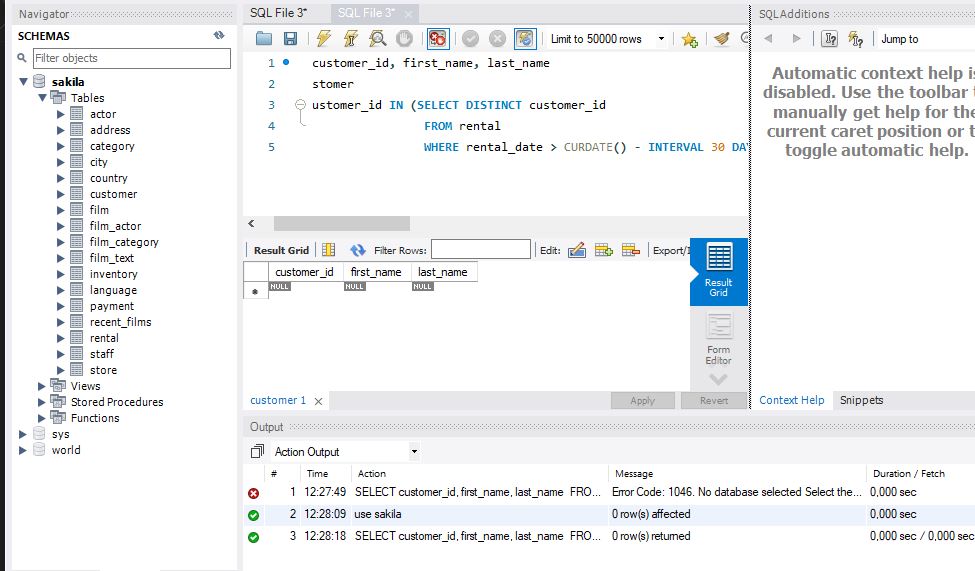 Navigator
SCHEMAS
Filter objects
sakila
Tables
actor
address
category
city
country
customer
film
film_actor
film_category
film_text
inventory
language
payment
recent_films
rental
staff
store
Views
Stored Procedures
Functions
sys
world
SQL File 3* SQL File 3*
Limit to 50000 rows
1 customer_id, first_name, last_name
2 stomer
3 ustomer_id IN (SELECT DISTINCT customer_id
4 FROM rental
5 WHERE rental_date > CURDATE() - INTERVAL 30 DA
Result Grid Filter Rows: Edit: Export/I
customer_id first_name last_name
NULL NULL NULL
Result
Grid
Form
Editor
customer 1 Apply Revert
SQLAdditions
Jump to
Automatic context help is
disabled. Use the toolbar t
manually get help for the
current caret position or t
toggle automatic help.
Context Help Snippets
Output
Action Output
# Time Action Message Duration / Fetch
1 12:27:49 SELECT customer_id, first_name, last_name FRO... Error Code: 1046. No database selected Select the... 0,000 sec
2 12:28:09 use sakila 0 row(s) affected 0,000 sec
3 12:28:18 SELECT customer_id, first_name, last_name FRO... 0 row(s) returned 0,000 sec / 0,000 sec